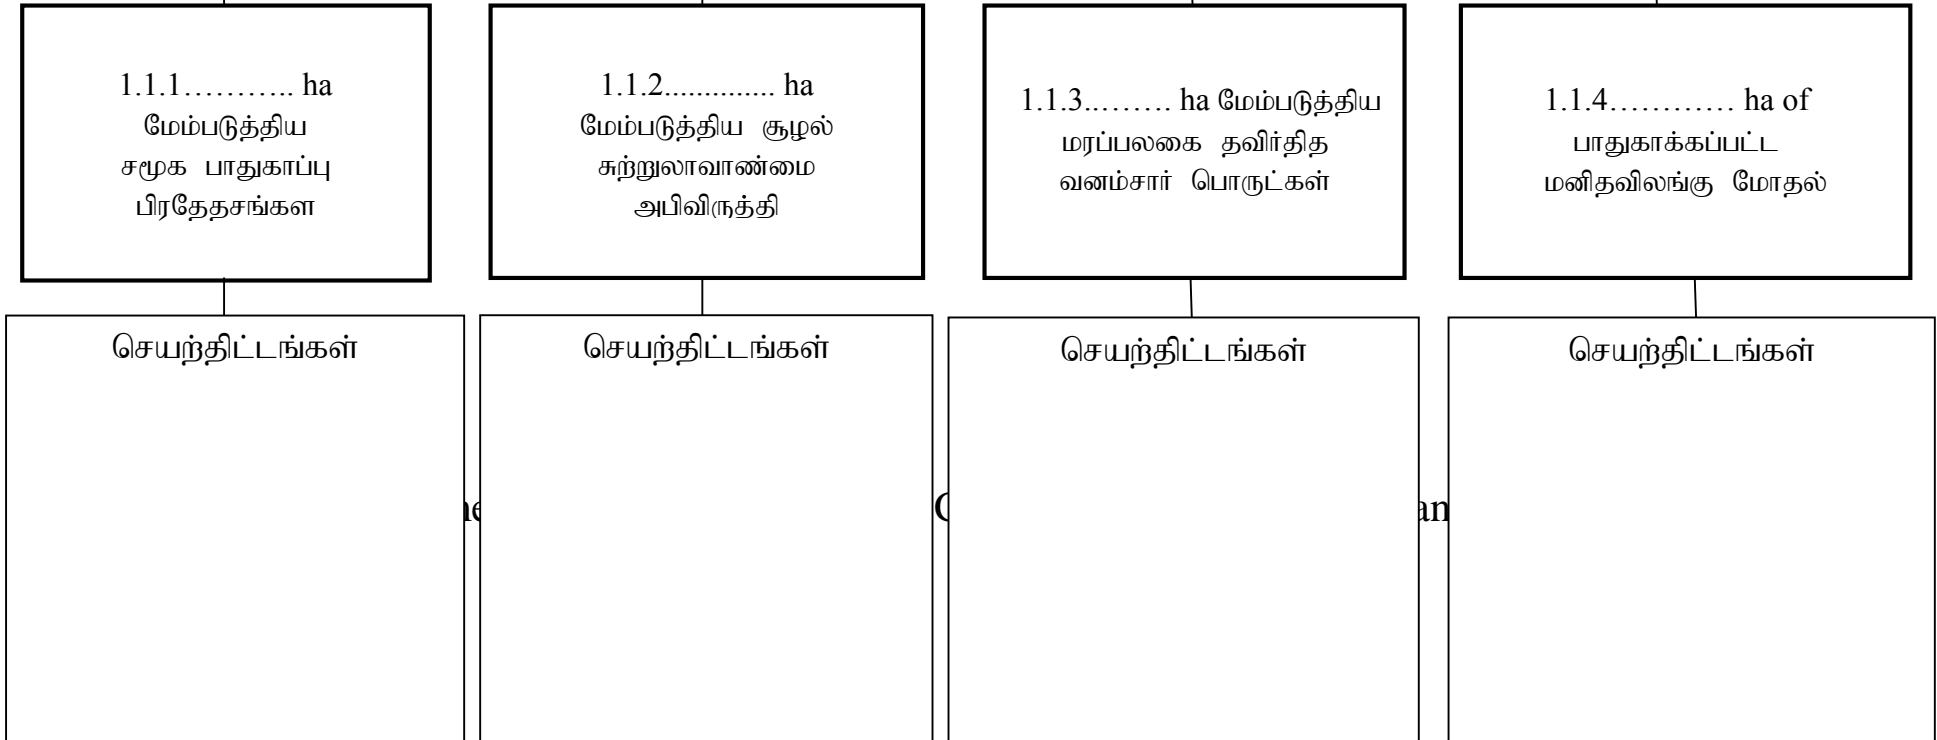 1.1.1……….. ha
மேம்படுத்திய
சமூக பாதுகாப்பு
பிரதேதசங்கள
1.1.2.............. ha
மேம்படுத்திய சூழல்
சுற்றுலாவாண்மை
அபிவிருத்தி
1.1.3..…… ha மேம்படுத்திய
மரப்பலகை தவிர்தித
வனம்சார் பொருட்கள்
1.1.4………… ha of
பாதுகாக்கப்பட்ட
மனிதவிலங்கு மோதல்
செயற்திட்டங்கள்
செயற்திட்டங்கள்
செயற்திட்டங்கள்
செயற்திட்டங்கள்